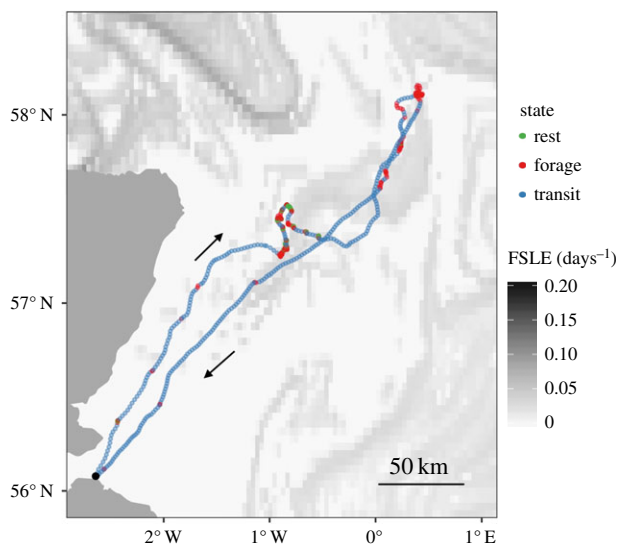 58° N
57° N
56° N
2° W
1° W
0°
1° E
50 km
state
rest
forage
transit
FSLE (days⁻¹)
0.20
0.15
0.10
0.05
0